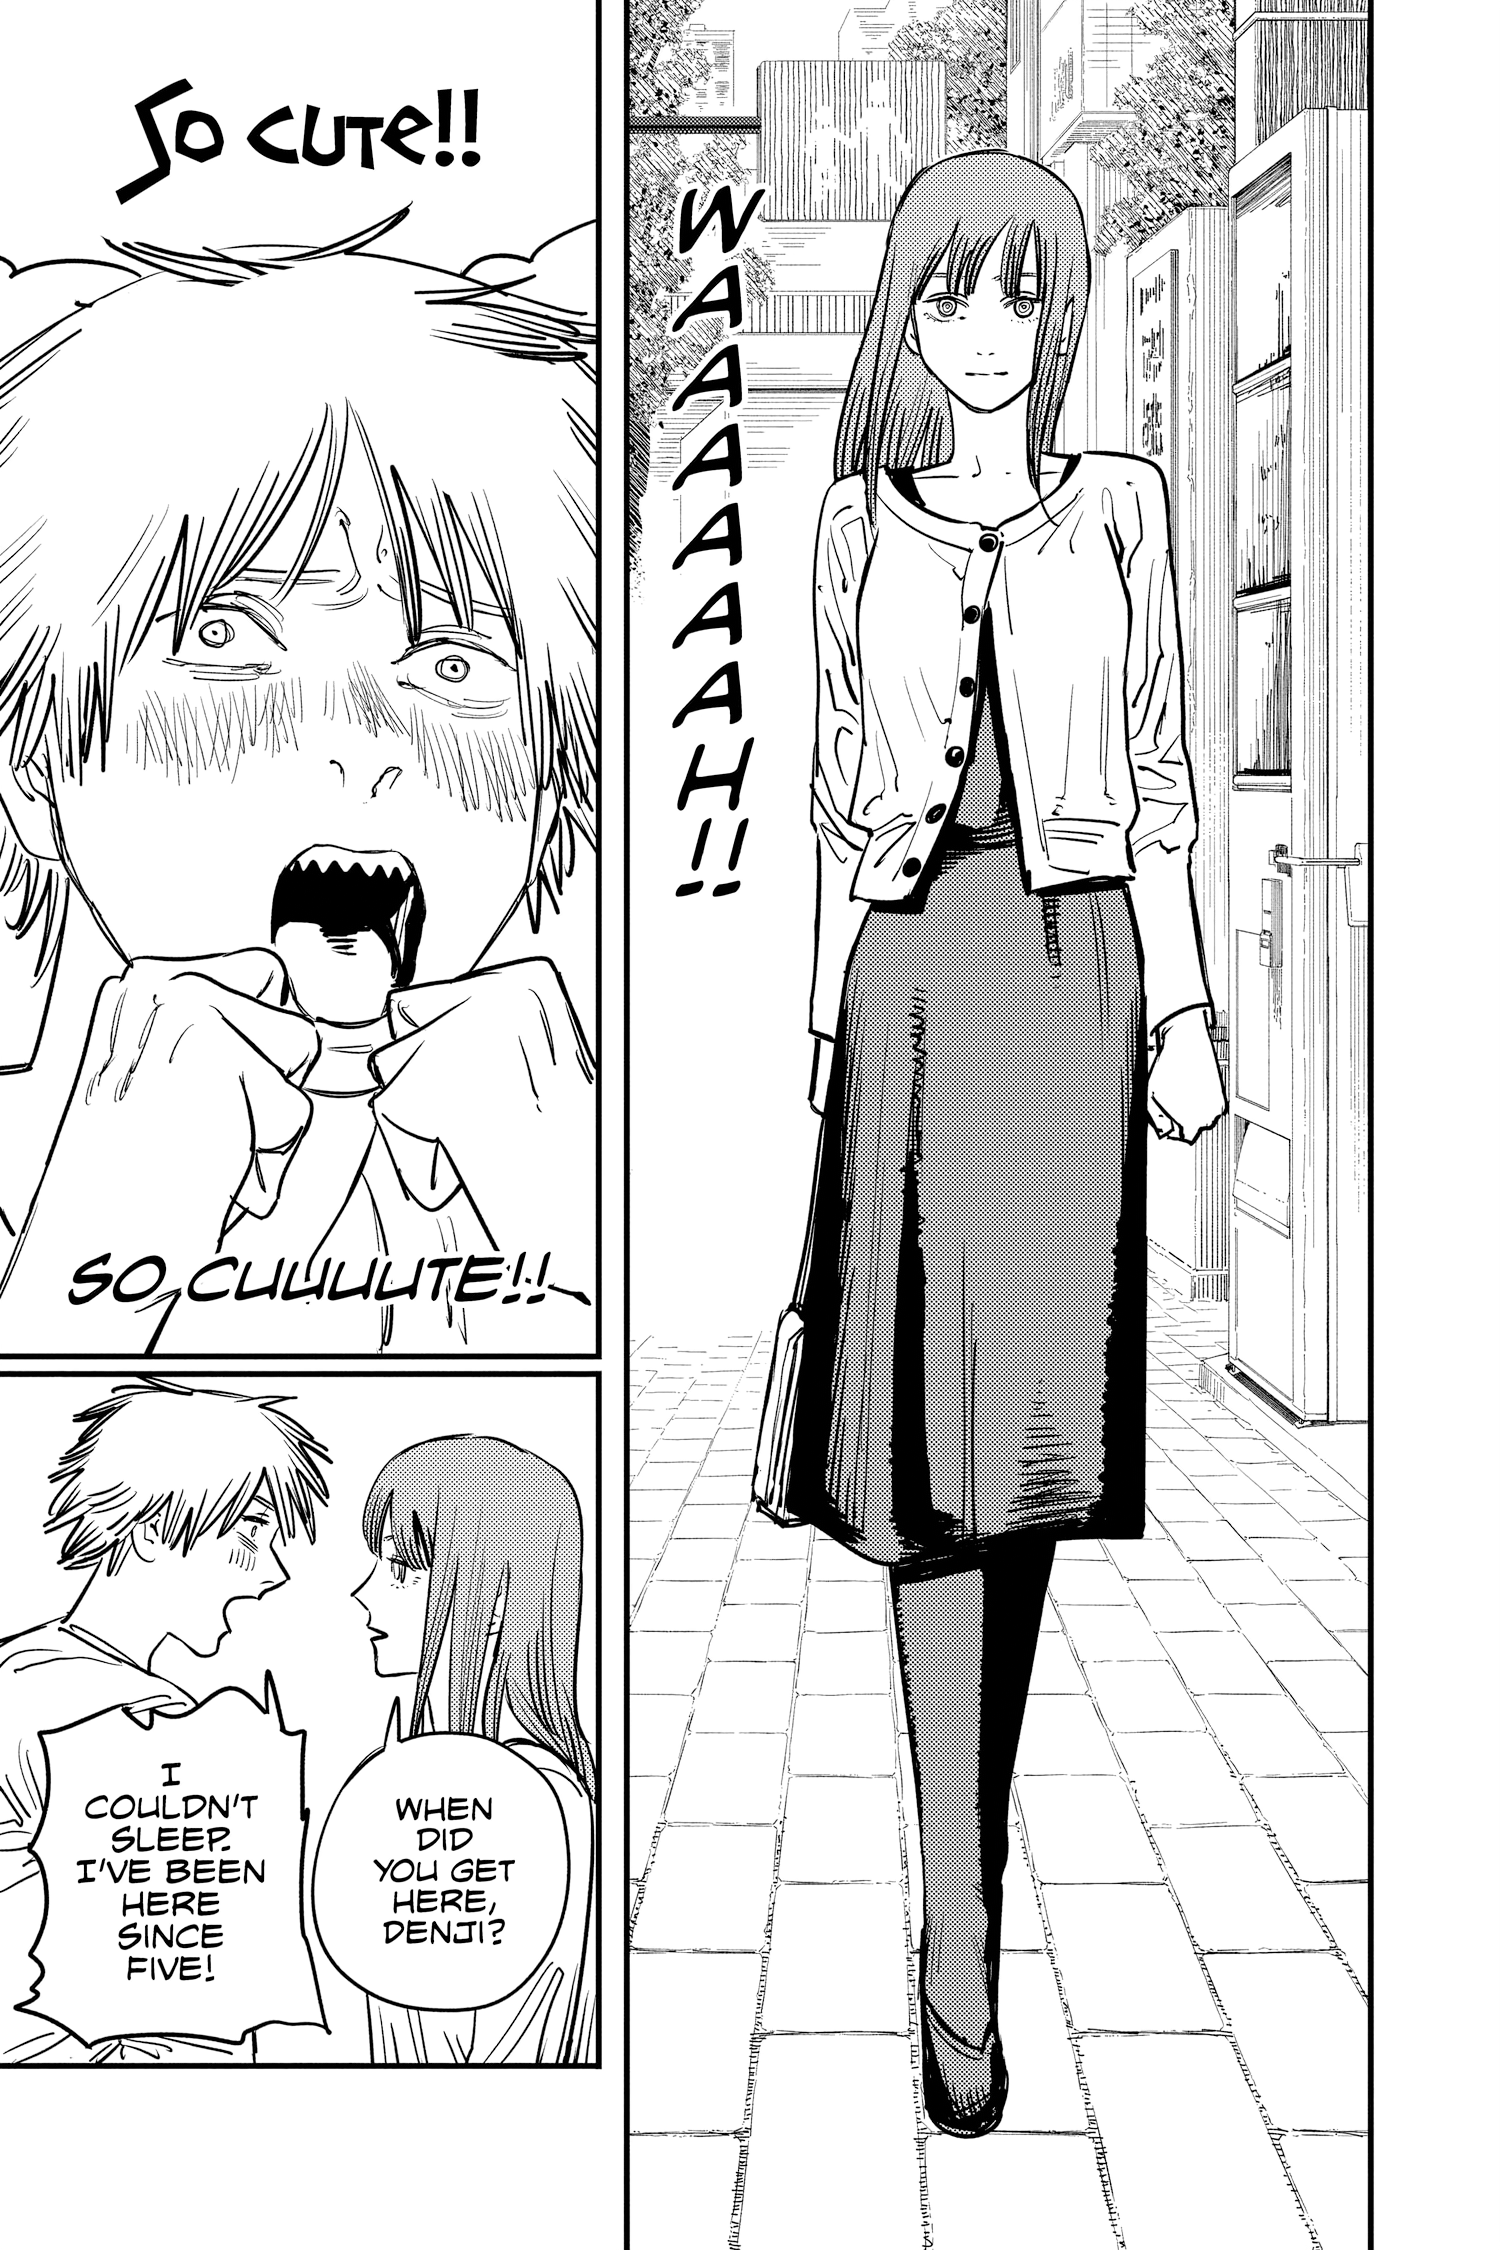 WAAAAAAAH!!
SO CUTE!!
SO CUUUUTE!!
WHEN
DID
YOU GET
HERE,
DENJI?
I
COULDN'T
SLEEP.
I'VE BEEN
HERE
SINCE
FIVE!